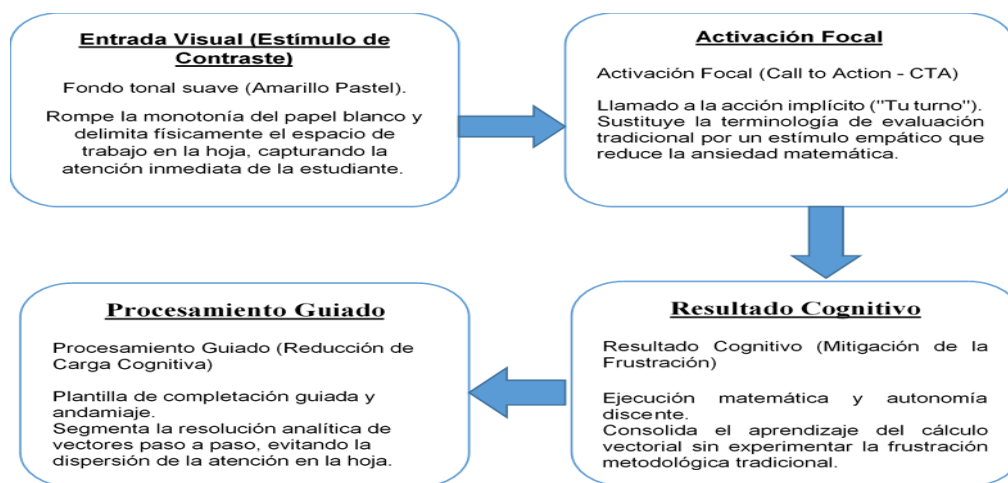 Entrada Visual (Estímulo de
Contraste)
Fondo tonal suave (Amarillo Pastel).
Rompe la monotonía del papel blanco y
delimita físicamente el espacio de
trabajo en la hoja, capturando la
atención inmediata de la estudiante.
Activación Focal
Activación Focal (Call to Action - CTA)
Llamado a la acción implícito ("Tu turno").
Sustituye la terminología de evaluación
tradicional por un estímulo empático que
reduce la ansiedad matemática.
Resultado Cognitivo
Resultado Cognitivo (Mitigación de la
Frustración)
Ejecución matemática y autonomía
discente.
Consolida el aprendizaje del cálculo
vectorial sin experimentar la frustración
metodológica tradicional.
Procesamiento Guiado
Procesamiento Guiado (Reducción de
Carga Cognitiva)
Plantilla de completación guiada y
andamiaje.
Segmenta la resolución analítica de
vectores paso a paso, evitando la
dispersión de la atención en la hoja.